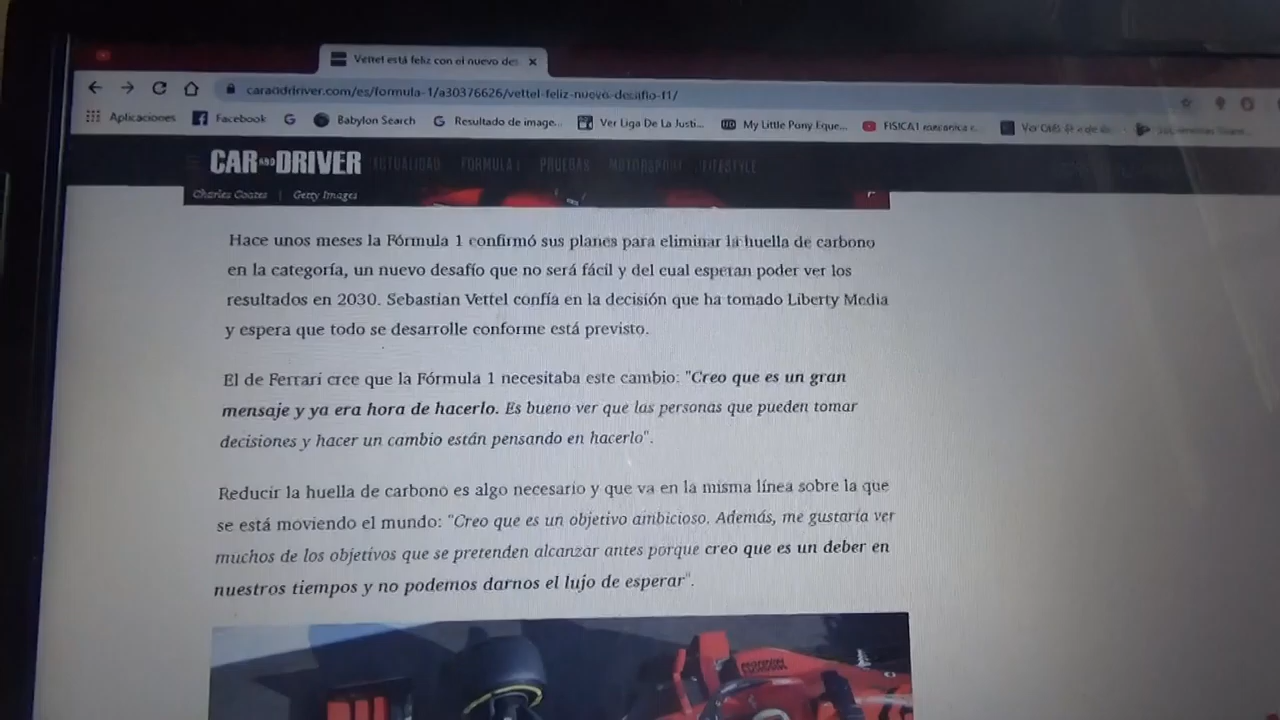 Vettel está feliz con el nuevo des
caranddriver.com/es/formula-1/a30376626/vettel-feliz-nuevo-desafio-f1/
Aplicaciones Facebook Babylon Search Resultado de image... Ver Liga De La Justi... My Little Pony Eque... FISICA1
CAR AND DRIVER ACTUALIDAD FÓRMULA 1 PRUEBAS MOTORSPORT LIFESTYLE
Charles Coates | Getty Images
Hace unos meses la Fórmula 1 confirmó sus planes para eliminar la huella de carbono
en la categoría, un nuevo desafío que no será fácil y del cual esperan poder ver los
resultados en 2030. Sebastian Vettel confía en la decisión que ha tomado Liberty Media
y espera que todo se desarrolle conforme está previsto.
El de Ferrari cree que la Fórmula 1 necesitaba este cambio: "Creo que es un gran
mensaje y ya era hora de hacerlo. Es bueno ver que las personas que pueden tomar
decisiones y hacer un cambio están pensando en hacerlo".
Reducir la huella de carbono es algo necesario y que va en la misma línea sobre la que
se está moviendo el mundo: "Creo que es un objetivo ambicioso. Además, me gustaría ver
muchos de los objetivos que se pretenden alcanzar antes porque creo que es un deber en
nuestros tiempos y no podemos darnos el lujo de esperar".